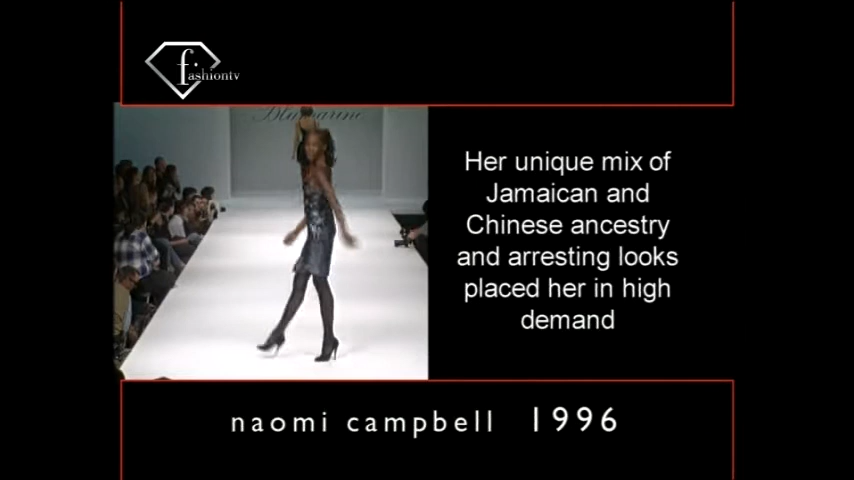 fashiontv
Blumarine
Her unique mix of
Jamaican and
Chinese ancestry
and arresting looks
placed her in high
demand
naomi campbell 1996